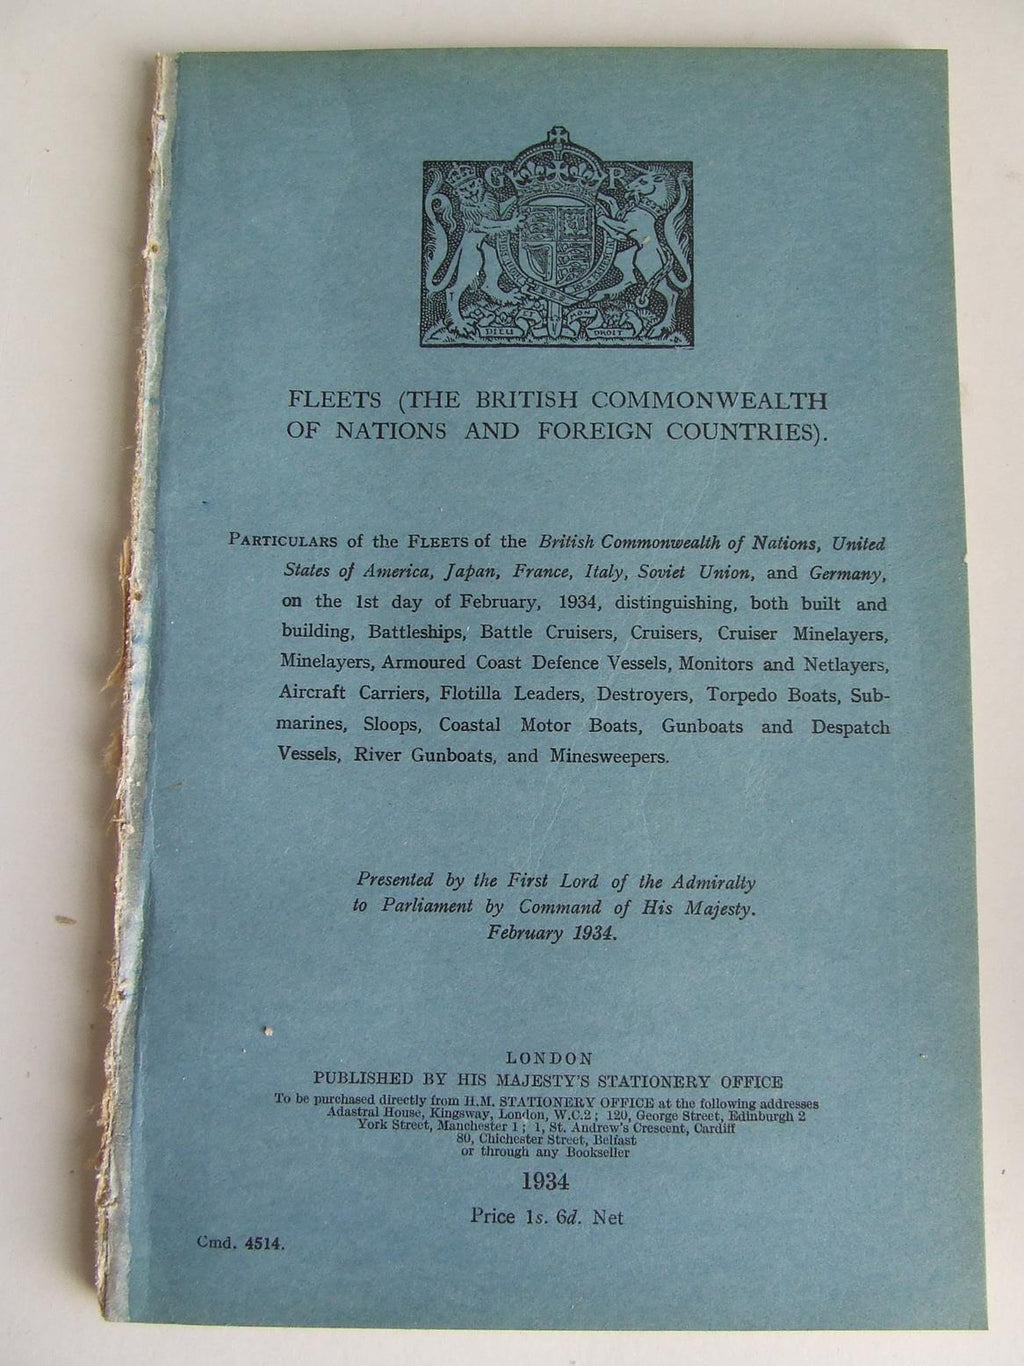 G R
DIEU ET MON DROIT
FLEETS (THE BRITISH COMMONWEALTH
OF NATIONS AND FOREIGN COUNTRIES).
PARTICULARS of the FLEETS of the British Commonwealth of Nations, United
States of America, Japan, France, Italy, Soviet Union, and Germany,
on the 1st day of February, 1934, distinguishing, both built and
building, Battleships, Battle Cruisers, Cruisers, Cruiser Minelayers,
Minelayers, Armoured Coast Defence Vessels, Monitors and Netlayers,
Aircraft Carriers, Flotilla Leaders, Destroyers, Torpedo Boats, Sub-
marines, Sloops, Coastal Motor Boats, Gunboats and Despatch
Vessels, River Gunboats, and Minesweepers.
Presented by the First Lord of the Admiralty
to Parliament by Command of His Majesty.
February 1934.
LONDON
PUBLISHED BY HIS MAJESTY'S STATIONERY OFFICE
To be purchased directly from H.M. STATIONERY OFFICE at the following addresses
Adastral House, Kingsway, London, W.C.2; 120, George Street, Edinburgh 2
York Street, Manchester 1; 1, St. Andrew's Crescent, Cardiff
80, Chichester Street, Belfast
or through any Bookseller
1934
Price 1s. 6d. Net
Cmd. 4514.